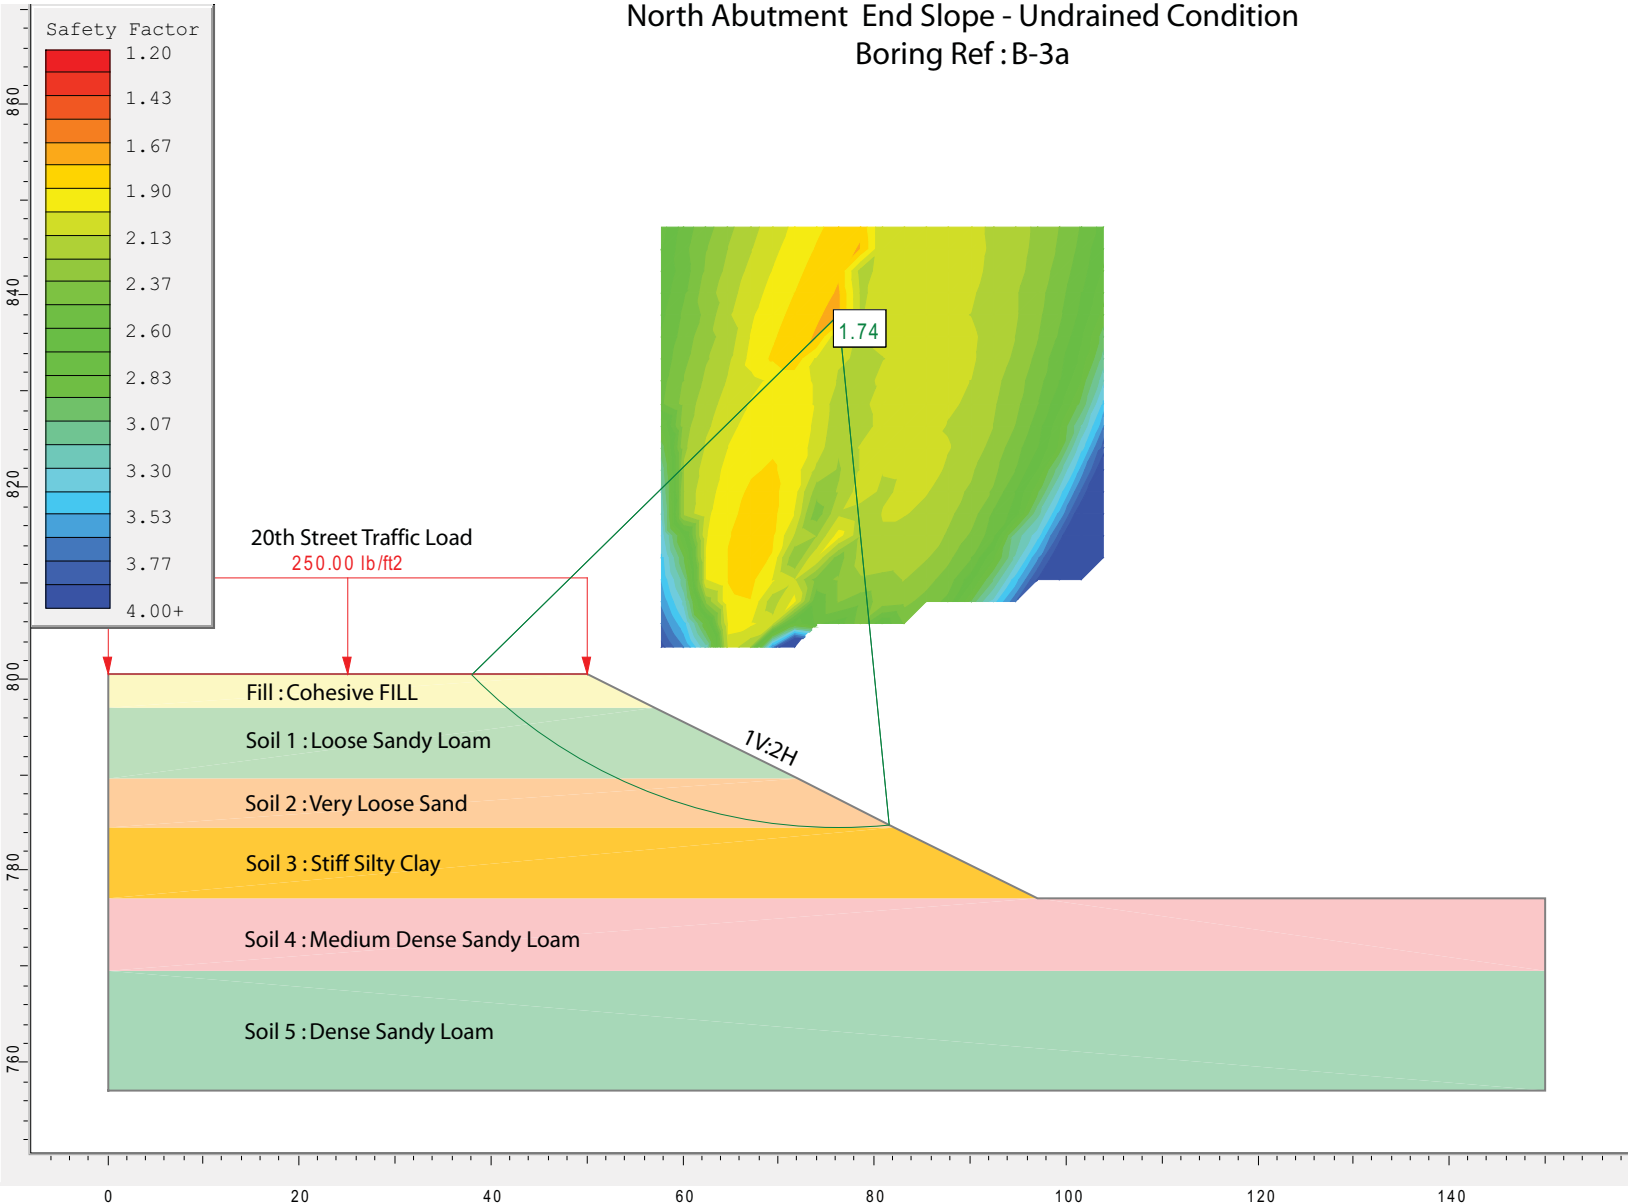 North Abutment End Slope - Undrained Condition
Boring Ref : B-3a
Safety Factor
1.20
1.43
1.67
1.90
2.13
2.37
2.60
2.83
3.07
3.30
3.53
3.77
4.00+
860
840
820
800
780
760
1.74
20th Street Traffic Load
250.00 lb/ft2
Fill : Cohesive FILL
Soil 1 : Loose Sandy Loam
1V:2H
Soil 2 : Very Loose Sand
Soil 3 : Stiff Silty Clay
Soil 4 : Medium Dense Sandy Loam
Soil 5 : Dense Sandy Loam
0 20 40 60 80 100 120 140